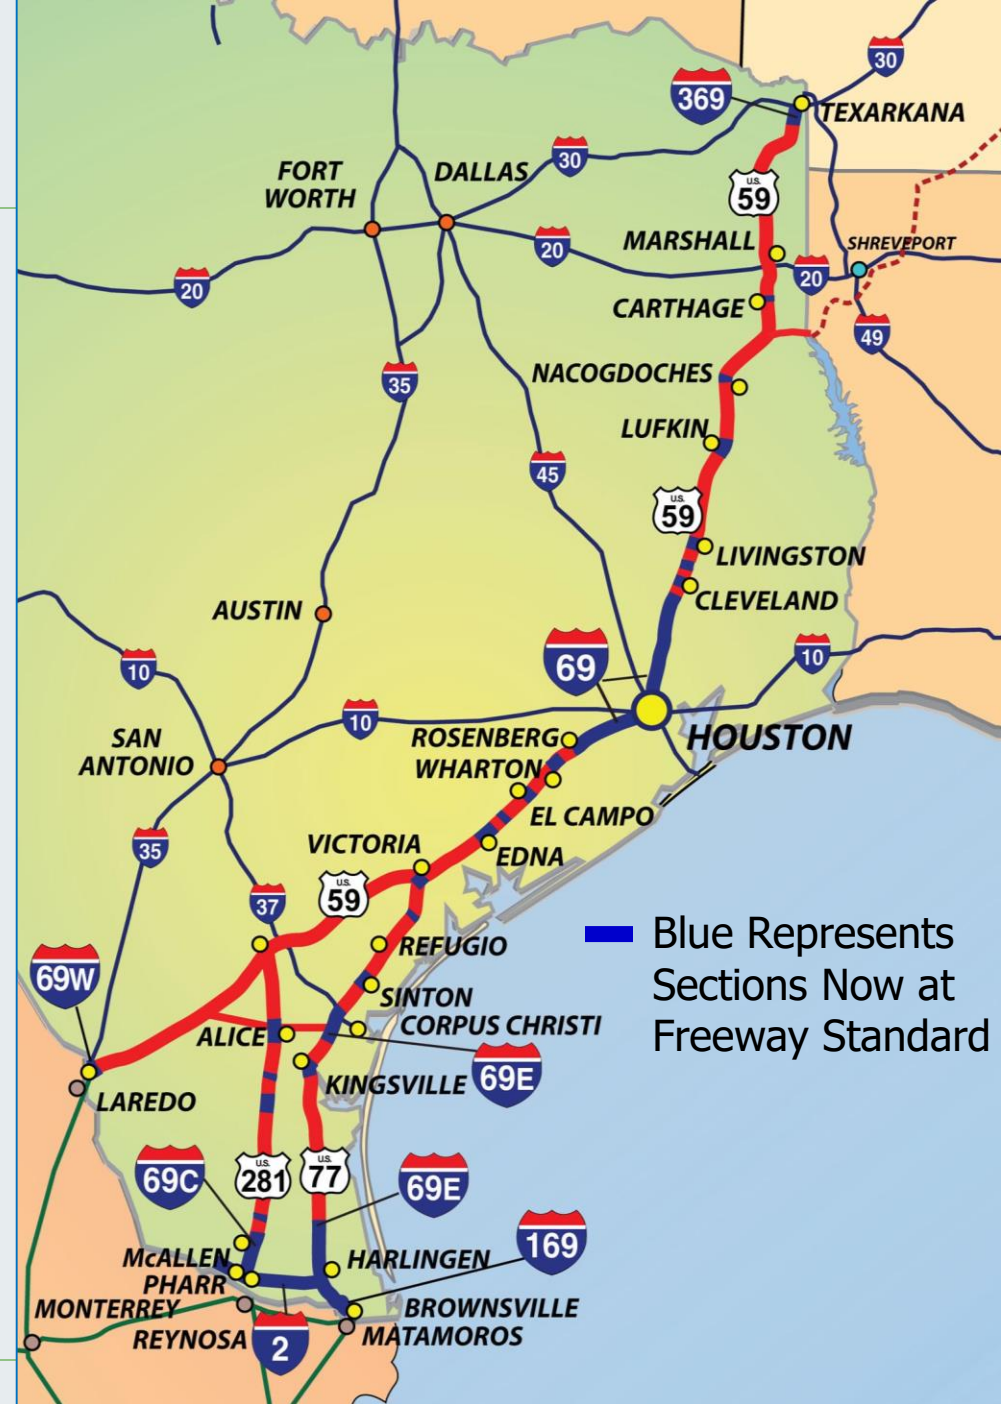 30
369
TEXARKANA
FORT
WORTH
DALLAS
30
U.S.
59
MARSHALL
SHREVEPORT
20
20
20
CARTHAGE
49
NACOGDOCHES
35
LUFKIN
45
U.S.
59
LIVINGSTON
CLEVELAND
AUSTIN
69
10
10
10
SAN
ANTONIO
ROSENBERG
HOUSTON
WHARTON
EL CAMPO
35
VICTORIA
EDNA
U.S.
59
37
REFUGIO
69W
Blue Represents
Sections Now at
Freeway Standard
SINTON
CORPUS CHRISTI
ALICE
69E
KINGSVILLE
LAREDO
69C
U.S.
281
U.S.
77
69E
169
McALLEN
HARLINGEN
PHARR
MONTERREY
BROWNSVILLE
REYNOSA
2
MATAMOROS